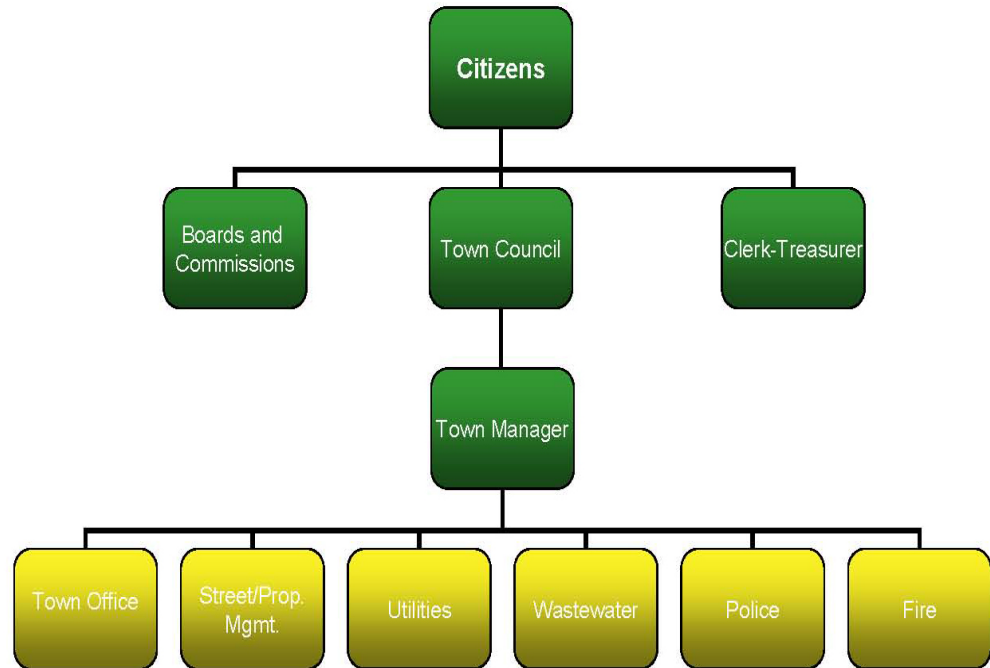 Citizens
Boards and
Commissions
Town Council
Clerk-Treasurer
Town Manager
Town Office
Street/Prop.
Mgmt.
Utilities
Wastewater
Police
Fire